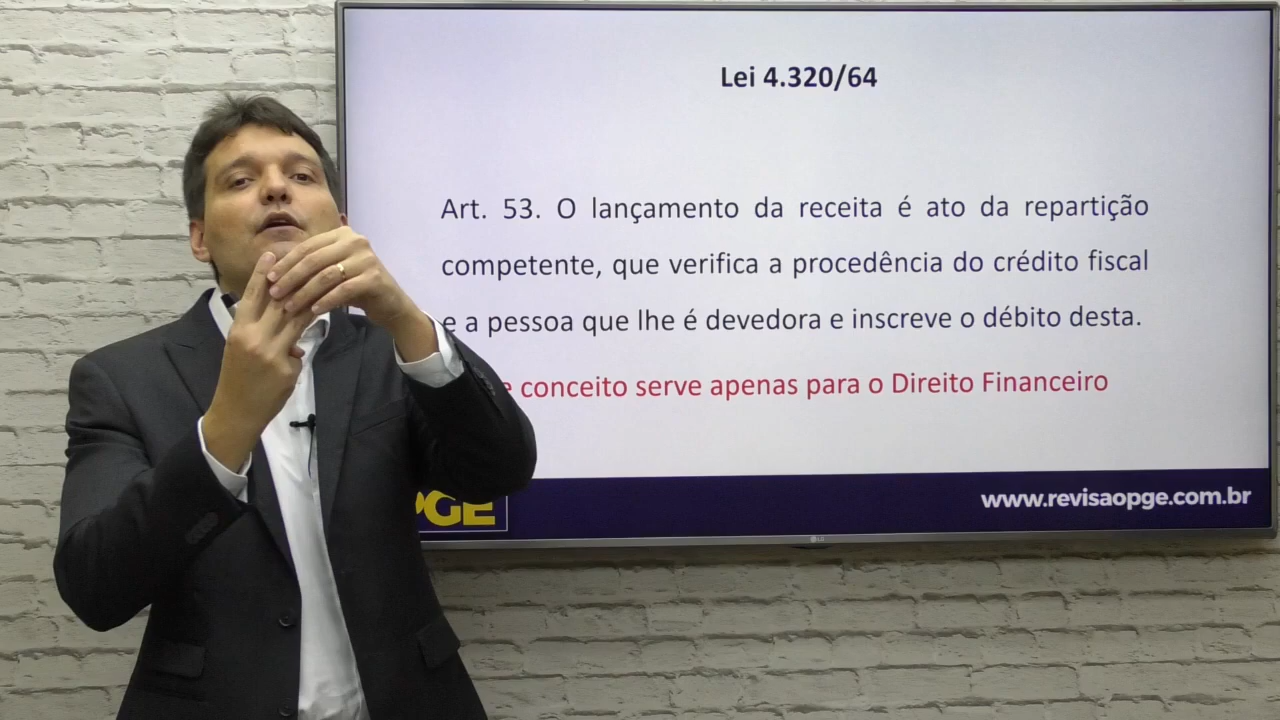 Lei 4.320/64
Art. 53. O lançamento da receita é ato da repartição
competente, que verifica a procedência do crédito fiscal
e a pessoa que lhe é devedora e inscreve o débito desta.
conceito serve apenas para o Direito Financeiro
PGE
www.revisaopge.com.br
LG